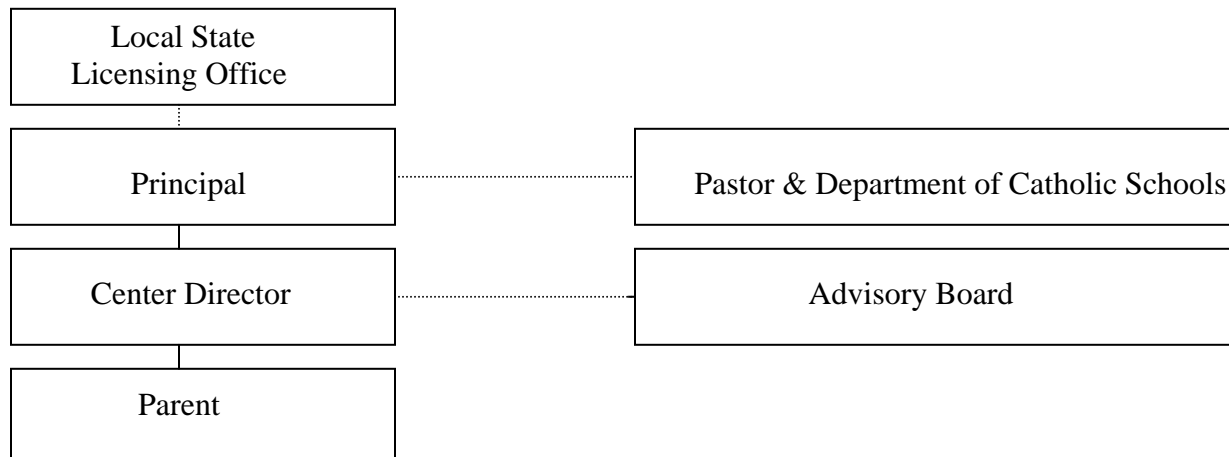 Local State
Licensing Office
Principal
Pastor & Department of Catholic Schools
Center Director
Advisory Board
Parent